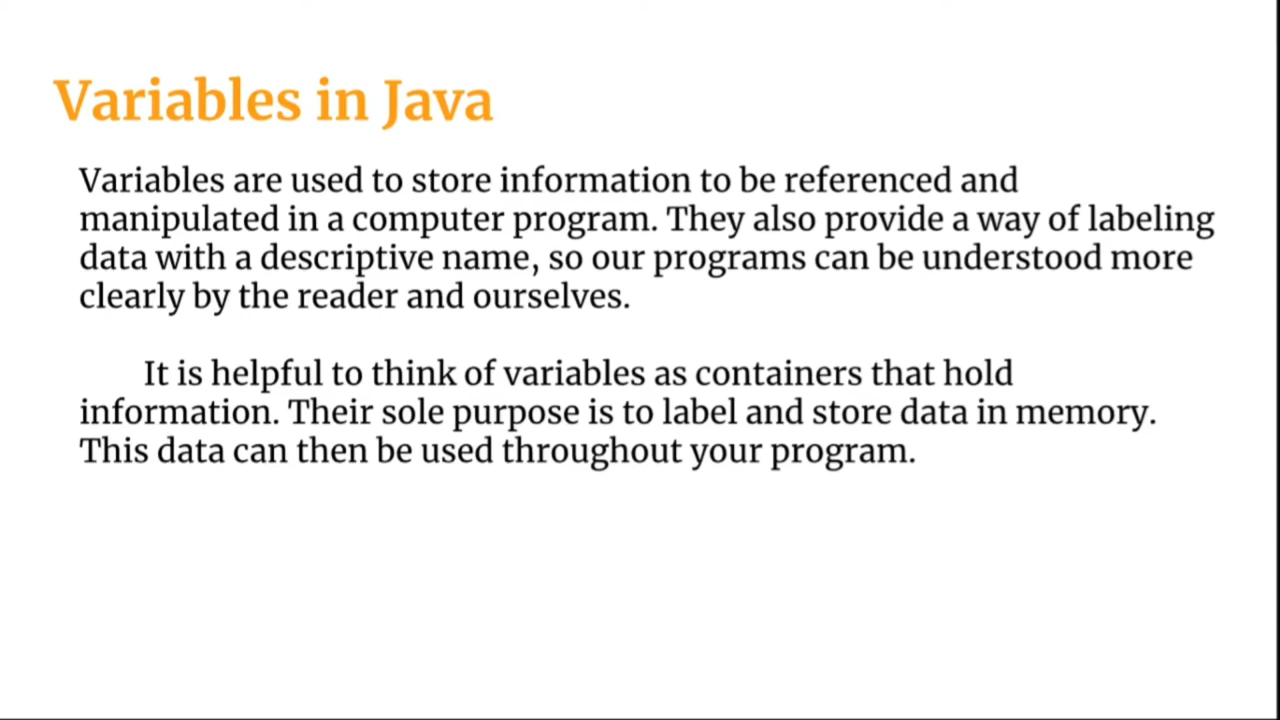 Variables in Java
Variables are used to store information to be referenced and
manipulated in a computer program. They also provide a way of labeling
data with a descriptive name, so our programs can be understood more
clearly by the reader and ourselves.
It is helpful to think of variables as containers that hold
information. Their sole purpose is to label and store data in memory.
This data can then be used throughout your program.